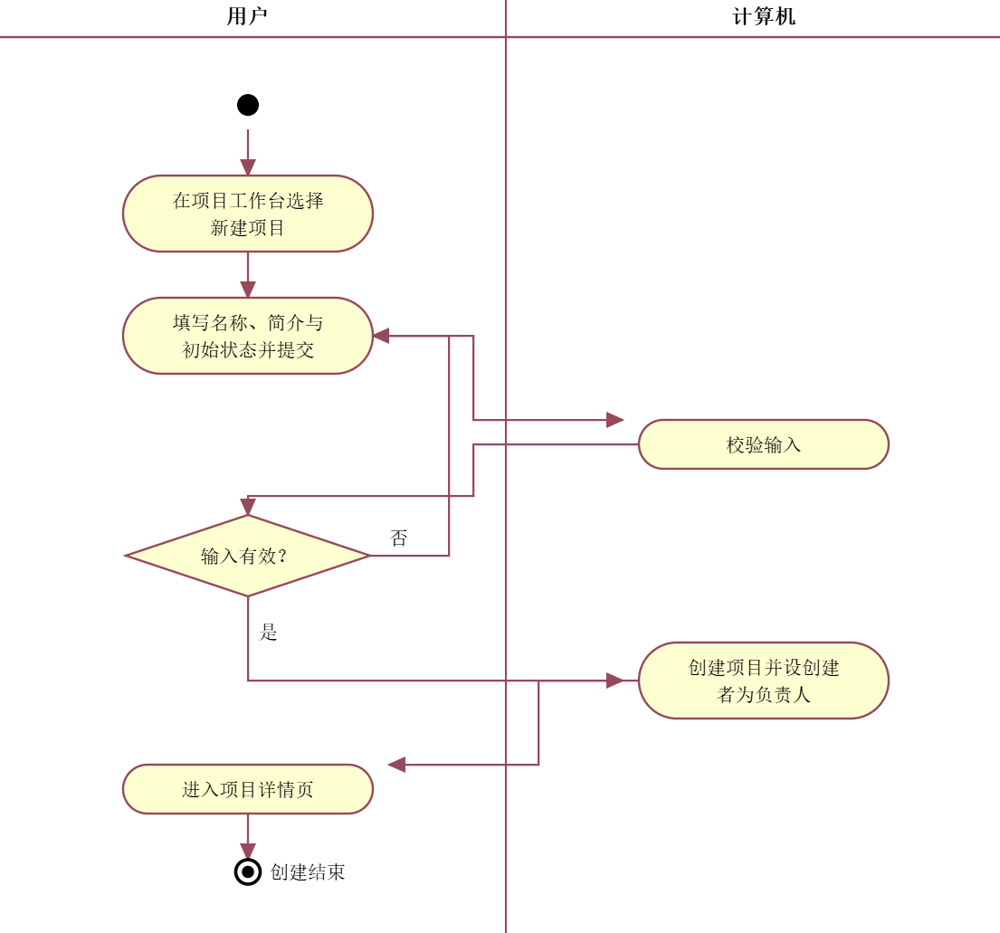 用户
计算机
在项目工作台选择
新建项目
填写名称、简介与
初始状态并提交
校验输入
输入有效？
否
是
创建项目并设创建
者为负责人
进入项目详情页
创建结束